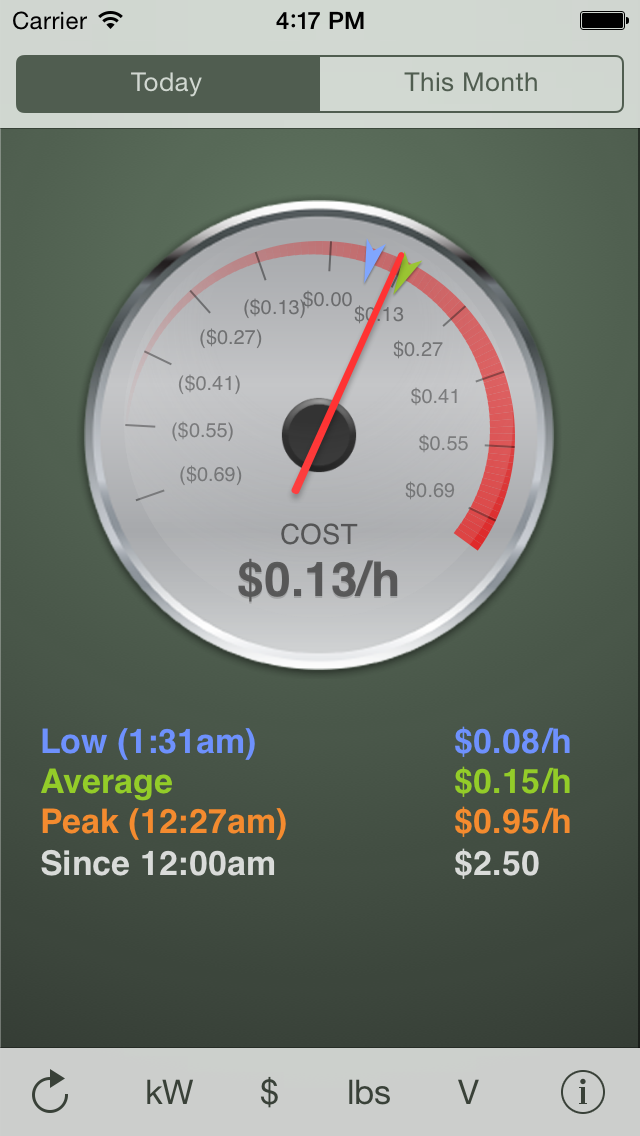 Carrier 4:17 PM
Today This Month
($0.13) $0.00 $0.13
($0.27) $0.27
($0.41) $0.41
($0.55) $0.55
($0.69) $0.69
COST
$0.13/h
Low (1:31am) $0.08/h
Average $0.15/h
Peak (12:27am) $0.95/h
Since 12:00am $2.50
kW $ lbs V i